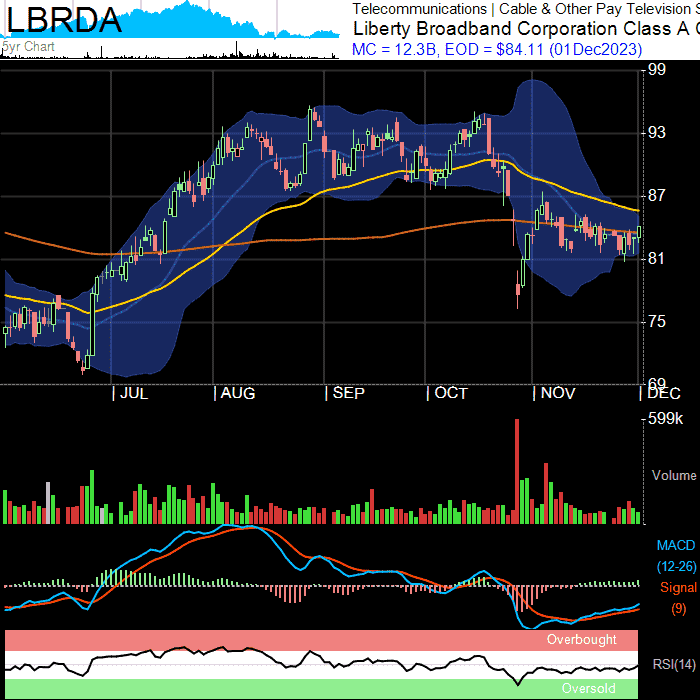 LBRDA
5yr Chart
Telecommunications | Cable & Other Pay Television S
Liberty Broadband Corporation Class A C
MC = 12.3B, EOD = $84.11 (01Dec2023)
99
93
87
81
75
69
JUL AUG SEP OCT NOV DEC
599k
Volume
MACD
(12-26)
Signal
(9)
Overbought
RSI(14)
Oversold